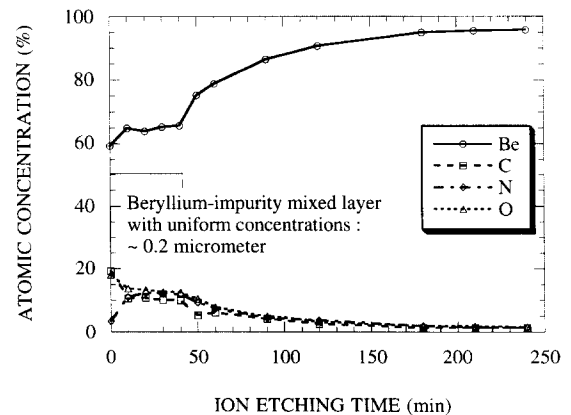 ATOMIC CONCENTRATION (%)
100
80
60
40
20
0
Be
C
N
O
Beryllium-impurity mixed layer
with uniform concentrations :
~ 0.2 micrometer
0
50
100
150
200
250
ION ETCHING TIME (min)